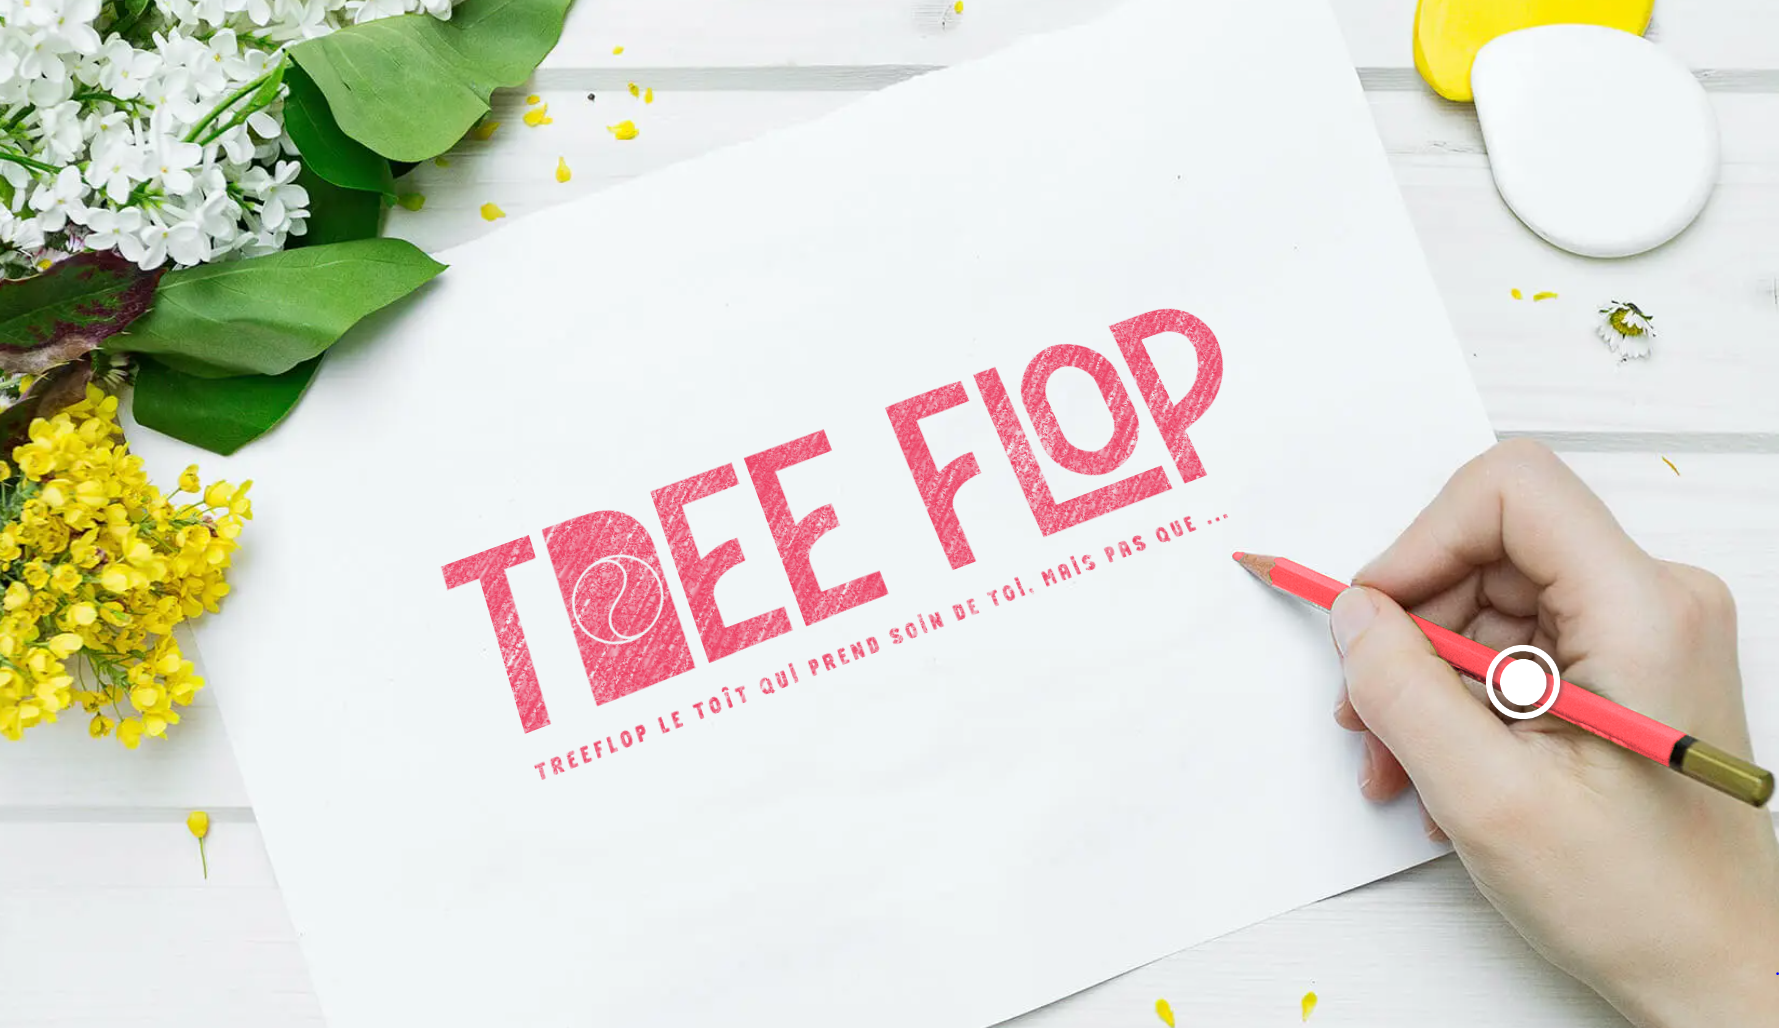 TREE FLOP
TREEFLOP LE TOÎT QUI PREND SOIN DE TOI, MAIS PAS QUE ...